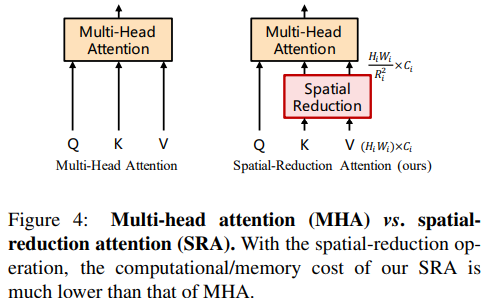 Multi-Head
Attention
Q K V
Multi-Head Attention
Multi-Head
Attention
HᵢWᵢ/Rᵢ² ×Cᵢ
Spatial
Reduction
Q K V (HᵢWᵢ)×Cᵢ
Spatial-Reduction Attention (ours)
Figure 4: Multi-head attention (MHA) vs. spatial-
reduction attention (SRA). With the spatial-reduction op-
eration, the computational/memory cost of our SRA is
much lower than that of MHA.